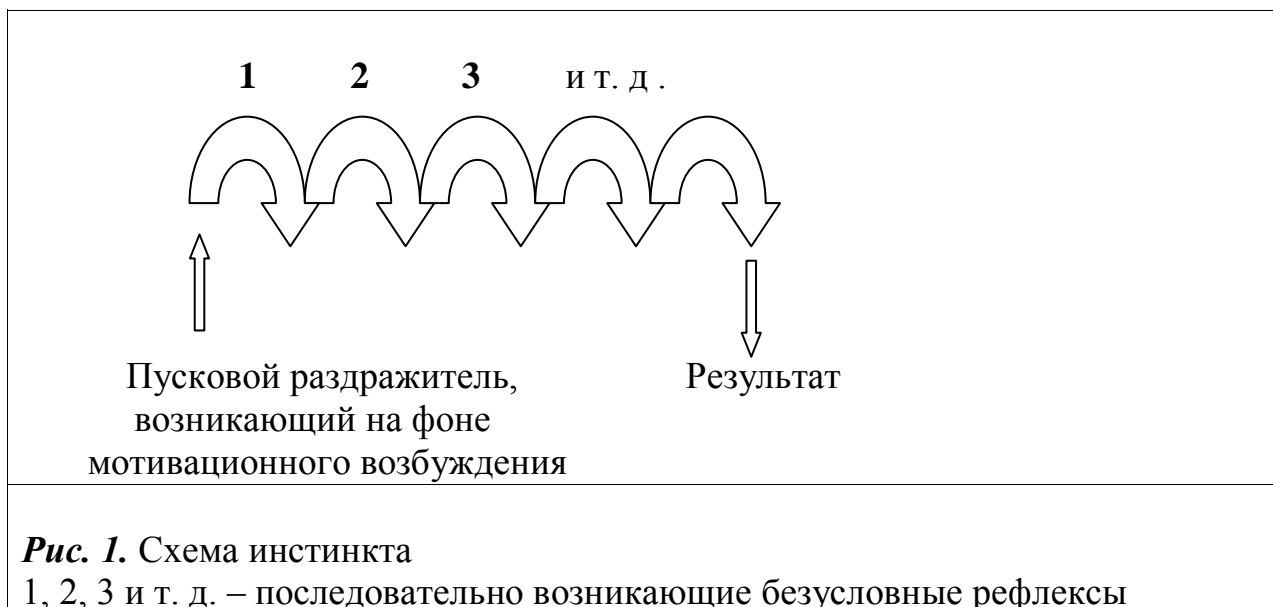 1 2 3 и т. д .
Пусковой раздражитель, Результат
возникающий на фоне
мотивационного возбуждения
Рис. 1. Схема инстинкта
1, 2, 3 и т. д. – последовательно возникающие безусловные рефлексы